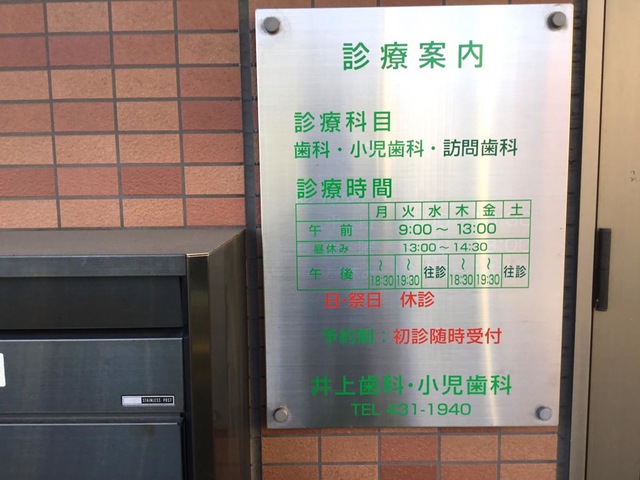 診療案内
診療科目
歯科・小児歯科・訪問歯科
診療時間
月 火 水 木 金 土
午前 9:00～13:00
昼休み 13:00～14:30
午後 ～18:30 ～19:30 往診 ～18:30 ～19:30 往診
日・祭日 休診
予約制：初診随時受付
井上歯科・小児歯科
TEL 431-1940
STAINLESS POST